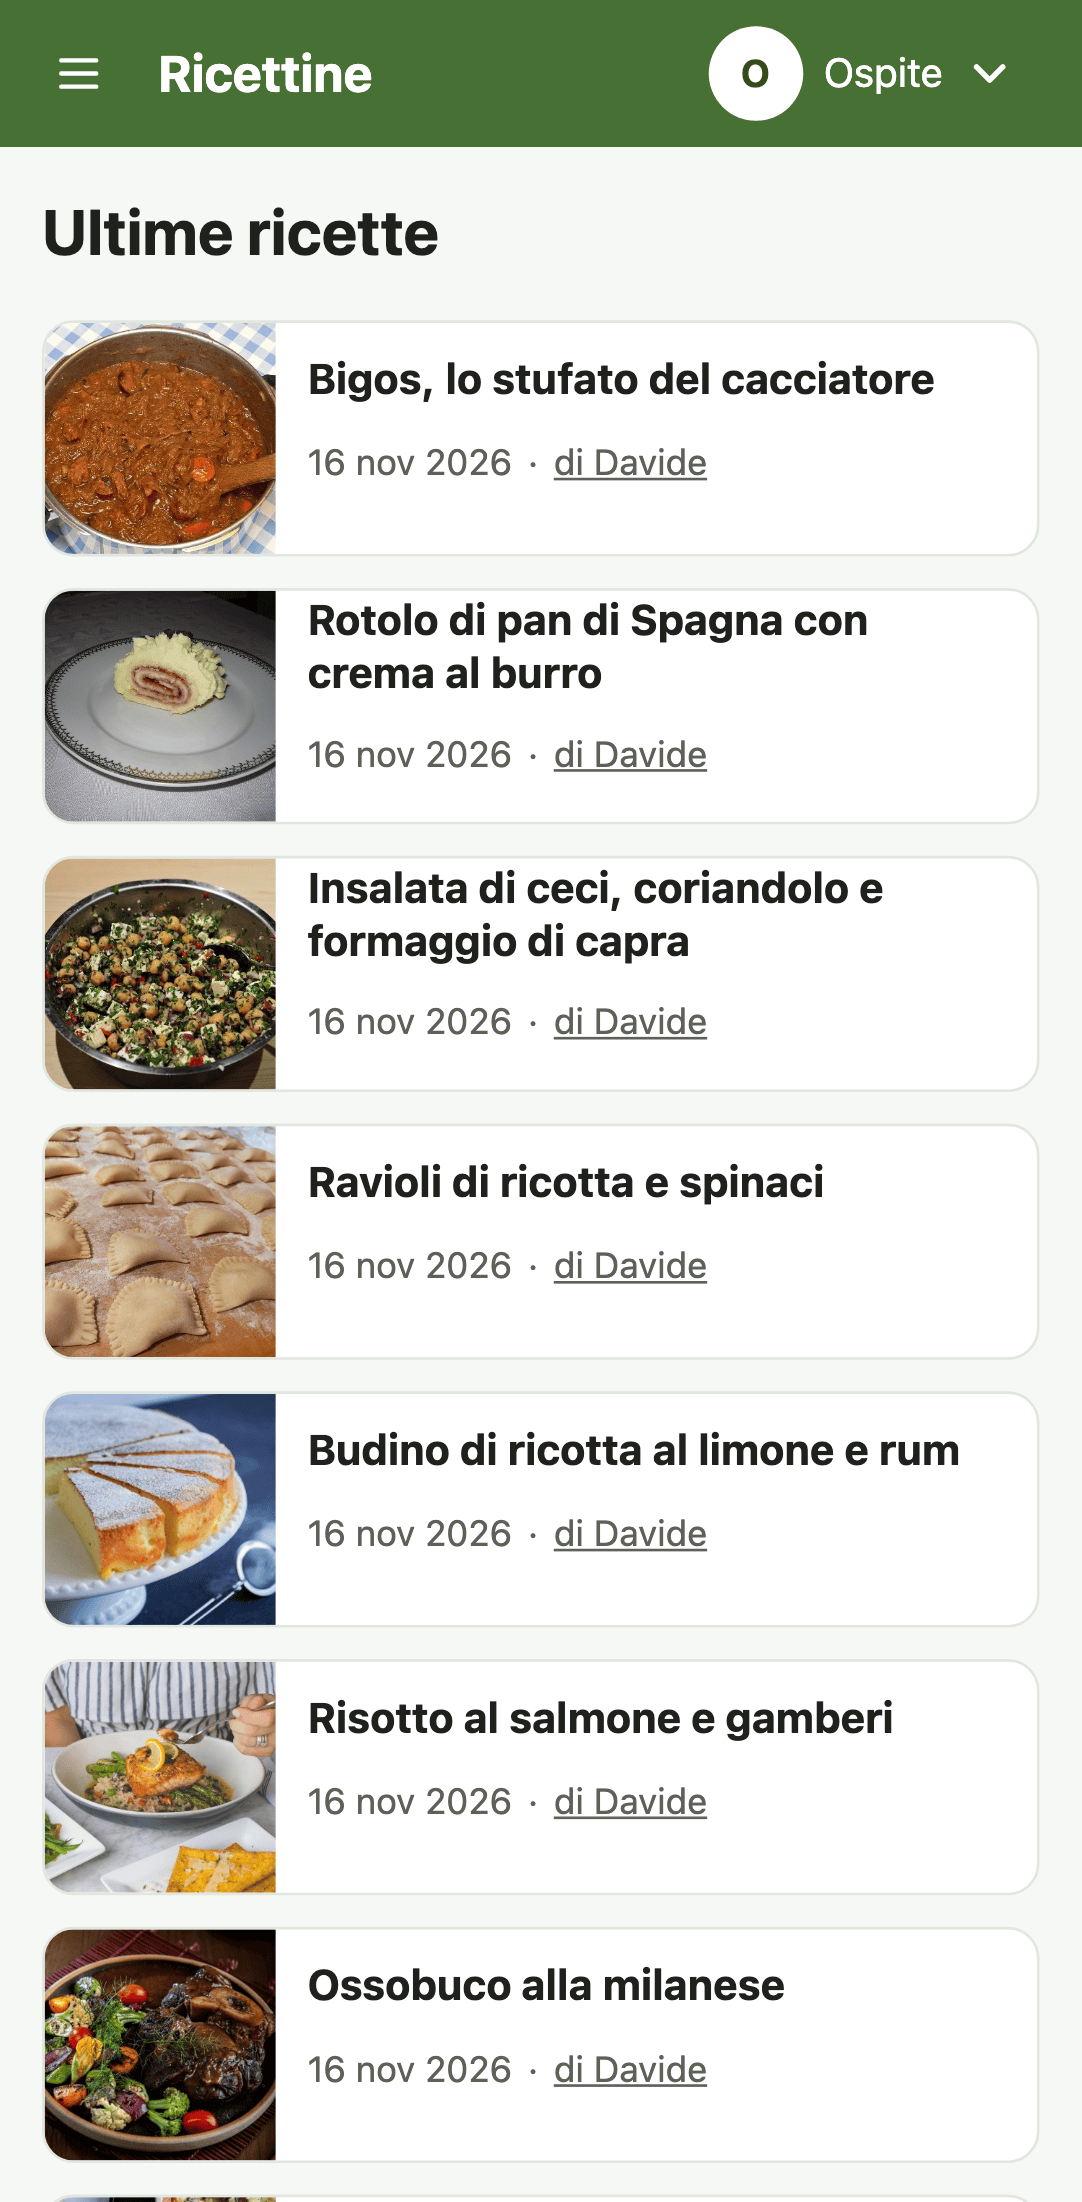 Ricettine
O Ospite
Ultime ricette
Bigos, lo stufato del cacciatore
16 nov 2026 · di Davide
Rotolo di pan di Spagna con
crema al burro
16 nov 2026 · di Davide
Insalata di ceci, coriandolo e
formaggio di capra
16 nov 2026 · di Davide
Ravioli di ricotta e spinaci
16 nov 2026 · di Davide
Budino di ricotta al limone e rum
16 nov 2026 · di Davide
Risotto al salmone e gamberi
16 nov 2026 · di Davide
Ossobuco alla milanese
16 nov 2026 · di Davide